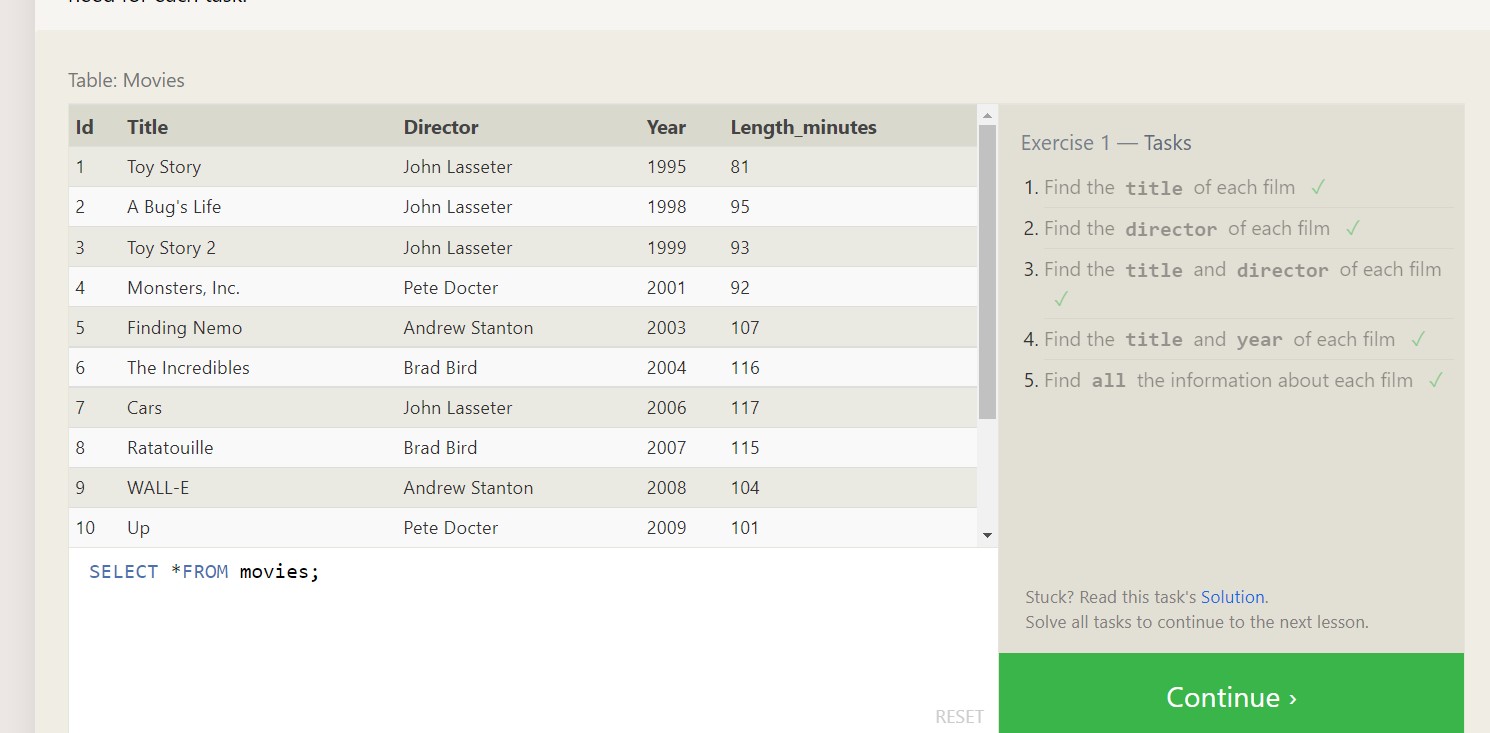 need for each task.
Table: Movies
Id Title Director Year Length_minutes
1 Toy Story John Lasseter 1995 81
2 A Bug's Life John Lasseter 1998 95
3 Toy Story 2 John Lasseter 1999 93
4 Monsters, Inc. Pete Docter 2001 92
5 Finding Nemo Andrew Stanton 2003 107
6 The Incredibles Brad Bird 2004 116
7 Cars John Lasseter 2006 117
8 Ratatouille Brad Bird 2007 115
9 WALL-E Andrew Stanton 2008 104
10 Up Pete Docter 2009 101
SELECT *FROM movies;
RESET
Exercise 1 — Tasks
1. Find the title of each film ✓
2. Find the director of each film ✓
3. Find the title and director of each film
✓
4. Find the title and year of each film ✓
5. Find all the information about each film ✓
Stuck? Read this task's Solution.
Solve all tasks to continue to the next lesson.
Continue ›